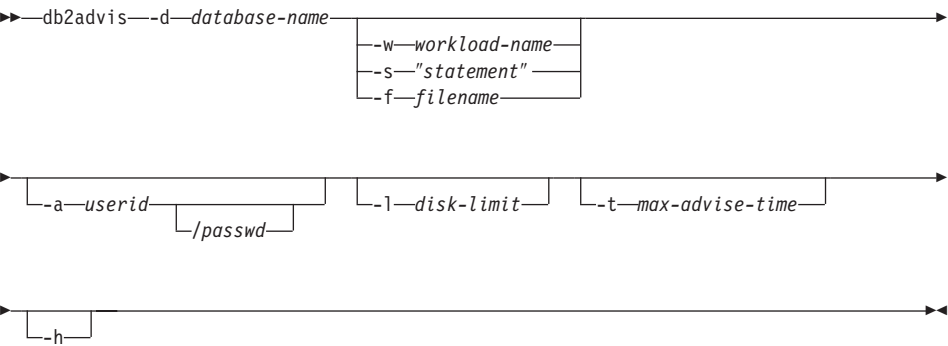 db2advis -d database-name
-w workload-name
-s "statement"
-f filename
-a userid
/passwd
-l disk-limit
-t max-advise-time
-h